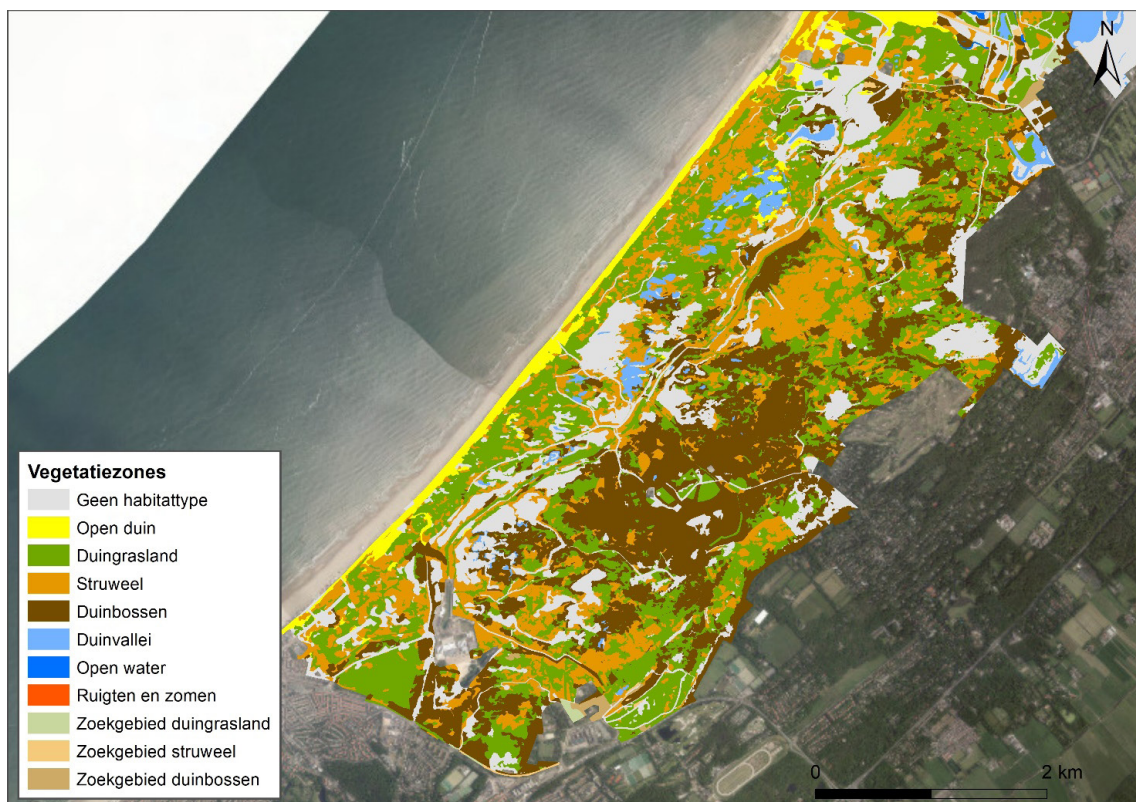 N
Vegetatiezones
Geen habitattype
Open duin
Duingrasland
Struweel
Duinbossen
Duinvallei
Open water
Ruigten en zomen
Zoekgebied duingrasland
Zoekgebied struweel
Zoekgebied duinbossen
0 2 km